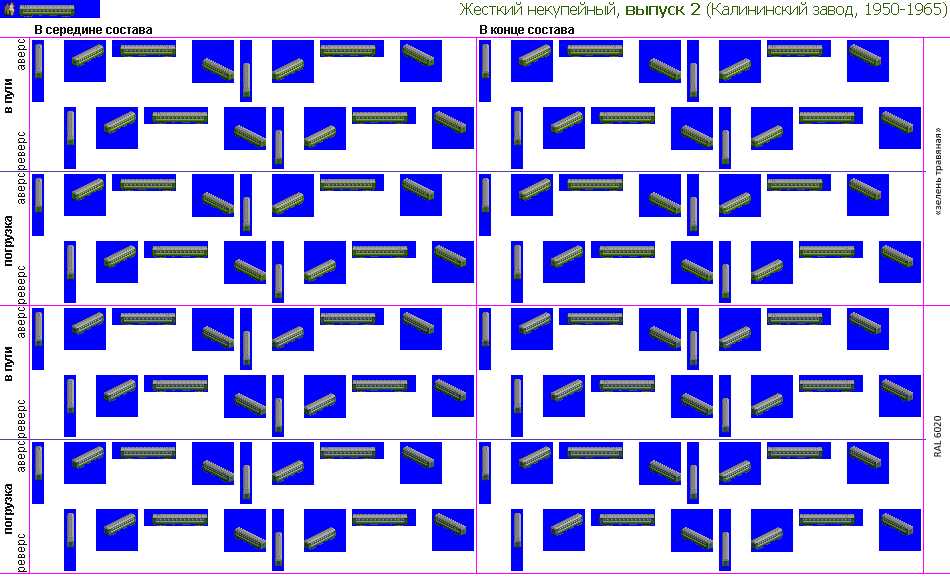 Жесткий некупейный, выпуск 2 (Калининский завод, 1950-1965)
В середине состава
В конце состава
в пути
аверс
реверс
«зелень травяная»
погрузка
аверс
реверс
в пути
аверс
реверс
RAL 6020
погрузка
аверс
реверс